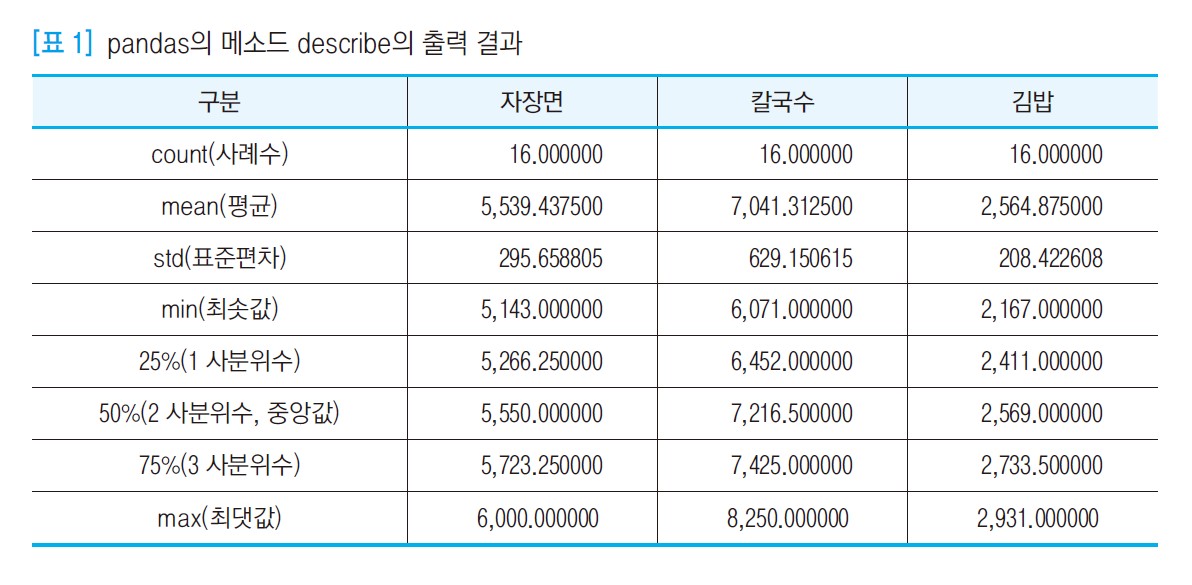 [표 1] pandas의 메소드 describe의 출력 결과
구분 자장면 칼국수 김밥
count(사례수) 16.000000 16.000000 16.000000
mean(평균) 5,539.437500 7,041.312500 2,564.875000
std(표준편차) 295.658805 629.150615 208.422608
min(최솟값) 5,143.000000 6,071.000000 2,167.000000
25%(1 사분위수) 5,266.250000 6,452.000000 2,411.000000
50%(2 사분위수, 중앙값) 5,550.000000 7,216.500000 2,569.000000
75%(3 사분위수) 5,723.250000 7,425.000000 2,733.500000
max(최댓값) 6,000.000000 8,250.000000 2,931.000000